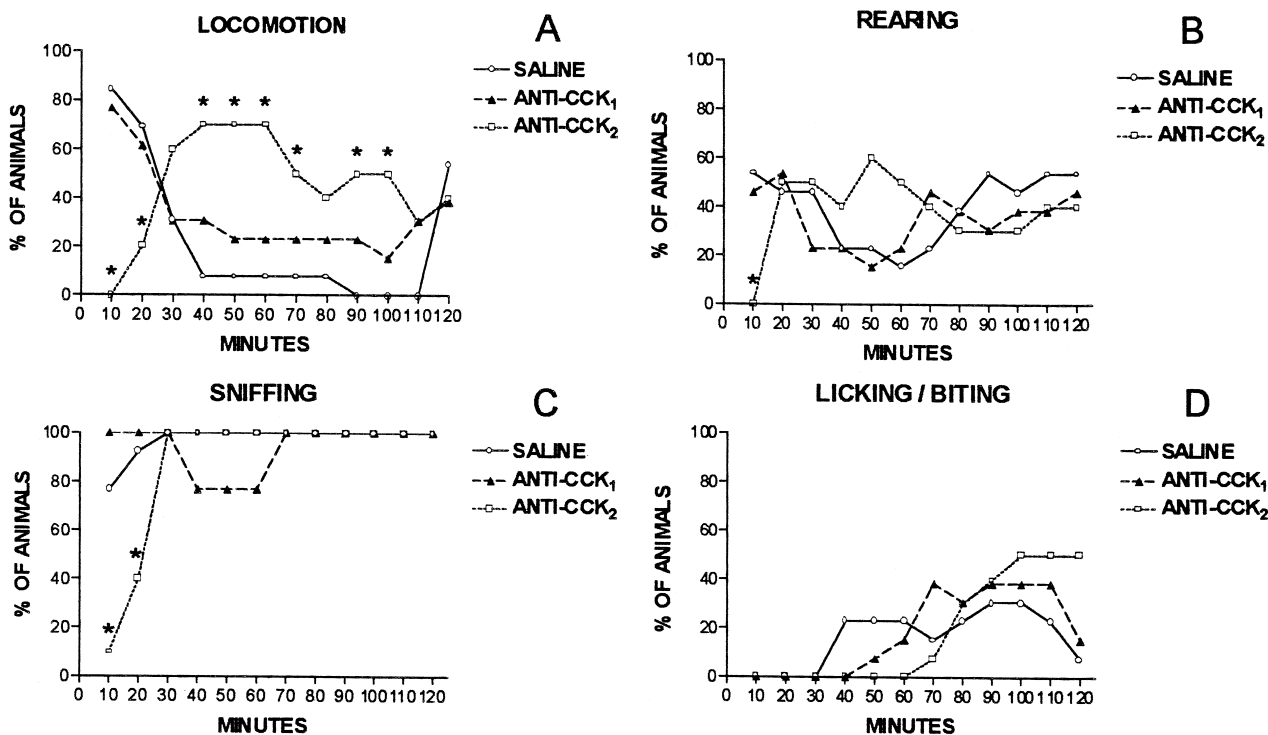 LOCOMOTION
A
% OF ANIMALS
100
80
60
40
20
0
* * * * * * * *
0 10 20 30 40 50 60 70 80 90 100 110 120
MINUTES
SALINE
ANTI-CCK₁
ANTI-CCK₂
REARING
B
% OF ANIMALS
100
80
60
40
20
0
*
0 10 20 30 40 50 60 70 80 90 100 110 120
MINUTES
SALINE
ANTI-CCK₁
ANTI-CCK₂
SNIFFING
C
% OF ANIMALS
100
80
60
40
20
0
* *
0 10 20 30 40 50 60 70 80 90 100 110 120
MINUTES
SALINE
ANTI-CCK₁
ANTI-CCK₂
LICKING / BITING
D
% OF ANIMALS
100
80
60
40
20
0
0 10 20 30 40 50 60 70 80 90 100 110 120
MINUTES
SALINE
ANTI-CCK₁
ANTI-CCK₂